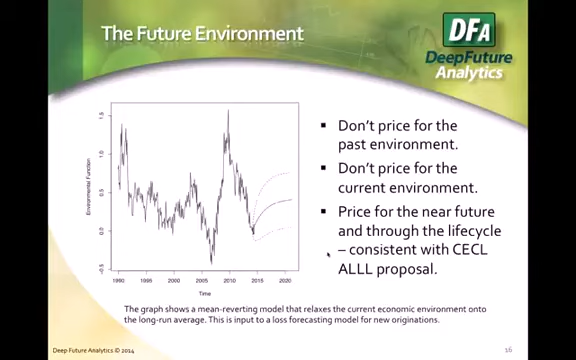 The Future Environment
DFA
DeepFuture
Analytics
Environmental Function
1.5
1.0
0.5
0.0
-0.5
1990
1995
2000
2005
2010
2015
2020
Time
▪ Don't price for the
past environment.
▪ Don't price for the
current environment.
▪ Price for the near future
and through the lifecycle
– consistent with CECL
ALLL proposal.
The graph shows a mean-reverting model that relaxes the current economic environment onto
the long-run average. This is input to a loss forecasting model for new originations.
Deep Future Analytics © 2014
16